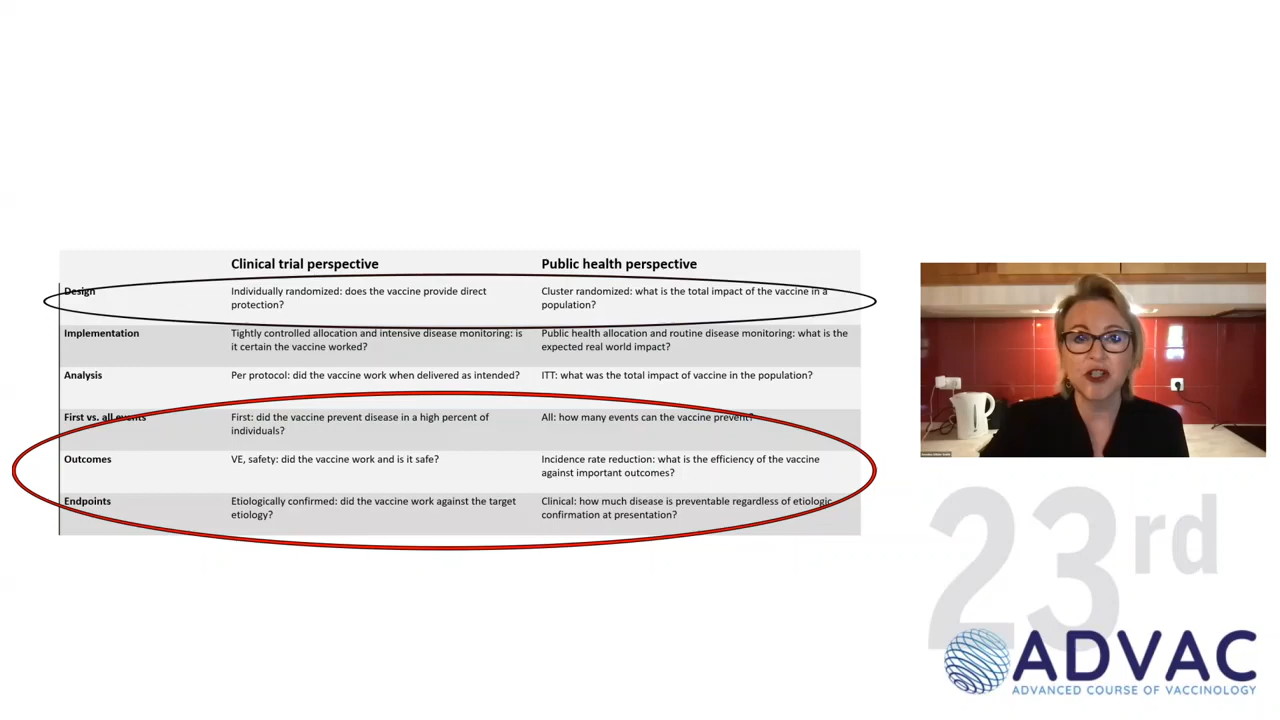 Clinical trial perspective
Public health perspective
Design
Individually randomized: does the vaccine provide direct
protection?
Cluster randomized: what is the total impact of the vaccine in a
population?
Implementation
Tightly controlled allocation and intensive disease monitoring: is
it certain the vaccine worked?
Public health allocation and routine disease monitoring: what is the
expected real world impact?
Analysis
Per protocol: did the vaccine work when delivered as intended?
ITT: what was the total impact of vaccine in the population?
First vs. all events
First: did the vaccine prevent disease in a high percent of
individuals?
All: how many events can the vaccine prevent?
Outcomes
VE, safety: did the vaccine work and is it safe?
Incidence rate reduction: what is the efficiency of the vaccine
against important outcomes?
Endpoints
Etiologically confirmed: did the vaccine work against the target
etiology?
Clinical: how much disease is preventable regardless of etiologic
confirmation at presentation?
23rd
ADVAC
ADVANCED COURSE OF VACCINOLOGY